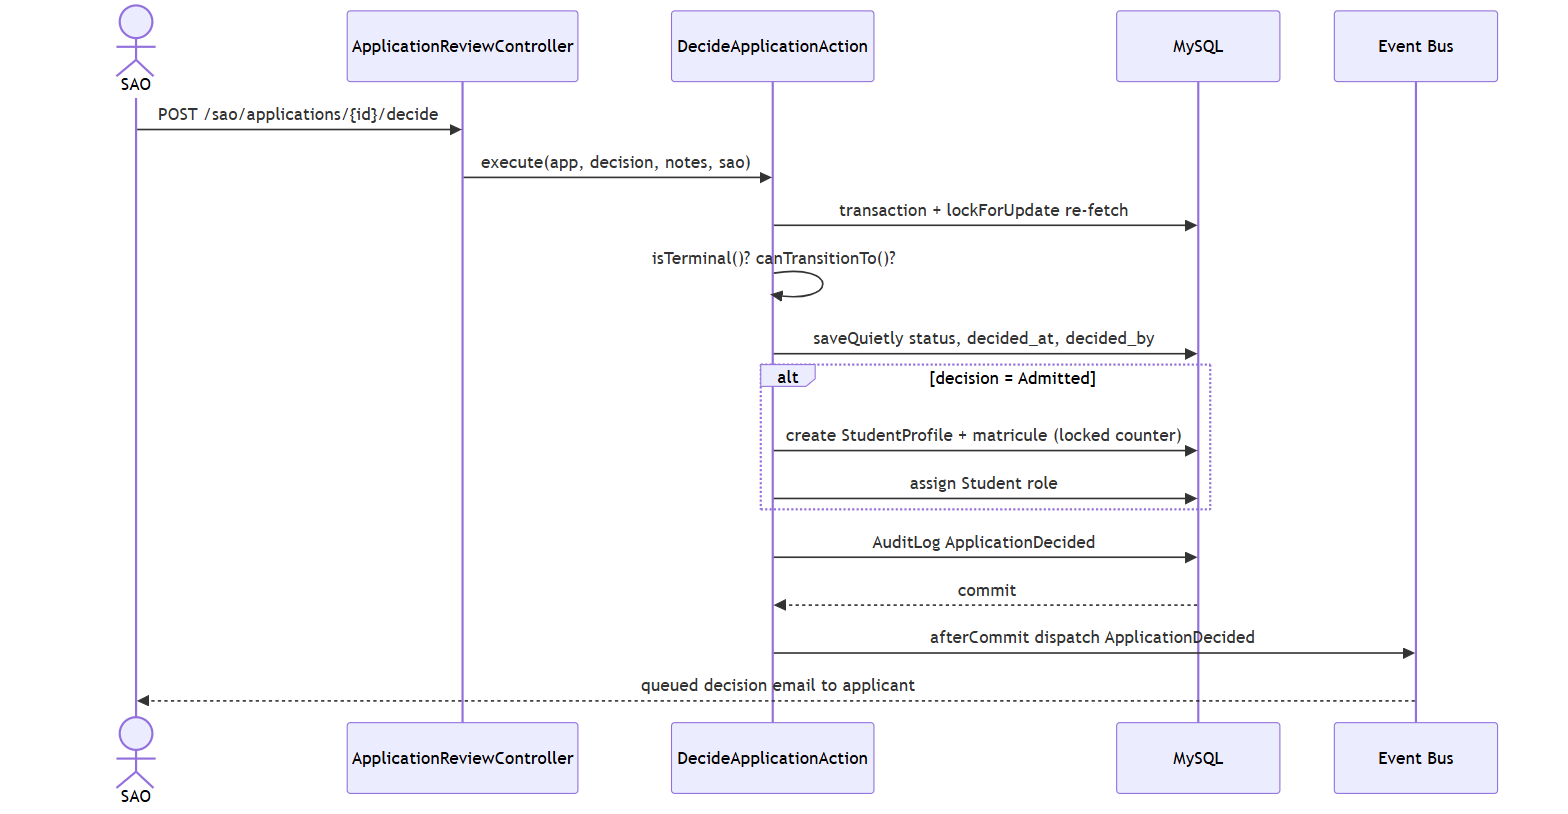 SAO
ApplicationReviewController
DecideApplicationAction
MySQL
Event Bus
POST /sao/applications/{id}/decide
execute(app, decision, notes, sao)
transaction + lockForUpdate re-fetch
isTerminal()? canTransitionTo()?
saveQuietly status, decided_at, decided_by
alt
[decision = Admitted]
create StudentProfile + matricule (locked counter)
assign Student role
AuditLog ApplicationDecided
commit
afterCommit dispatch ApplicationDecided
queued decision email to applicant
SAO
ApplicationReviewController
DecideApplicationAction
MySQL
Event Bus